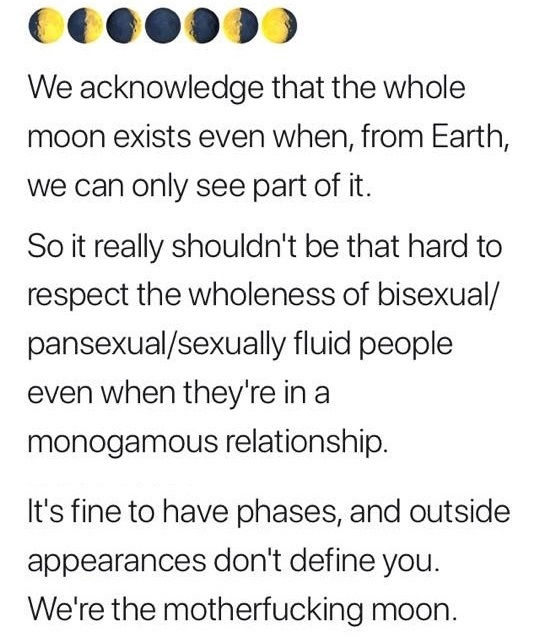 We acknowledge that the whole
moon exists even when, from Earth,
we can only see part of it.
So it really shouldn't be that hard to
respect the wholeness of bisexual/
pansexual/sexually fluid people
even when they're in a
monogamous relationship.
It's fine to have phases, and outside
appearances don't define you.
We're the motherfucking moon.